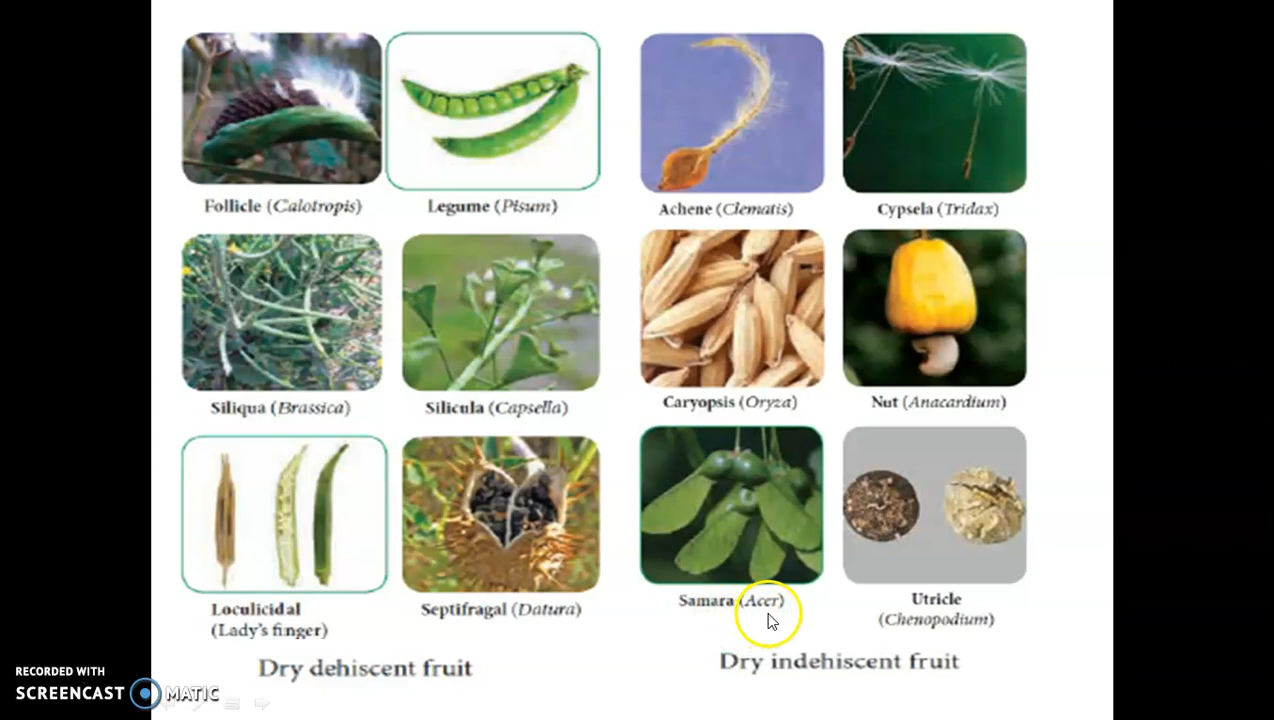 Follicle (Calotropis)
Legume (Pisum)
Achene (Clematis)
Cypsela (Tridax)
Siliqua (Brassica)
Silicula (Capsella)
Caryopsis (Oryza)
Nut (Anacardium)
Loculicidal
(Lady's finger)
Septifragal (Datura)
Samara (Acer)
Utricle
(Chenopodium)
Dry dehiscent fruit
Dry indehiscent fruit
RECORDED WITH
SCREENCAST MATIC